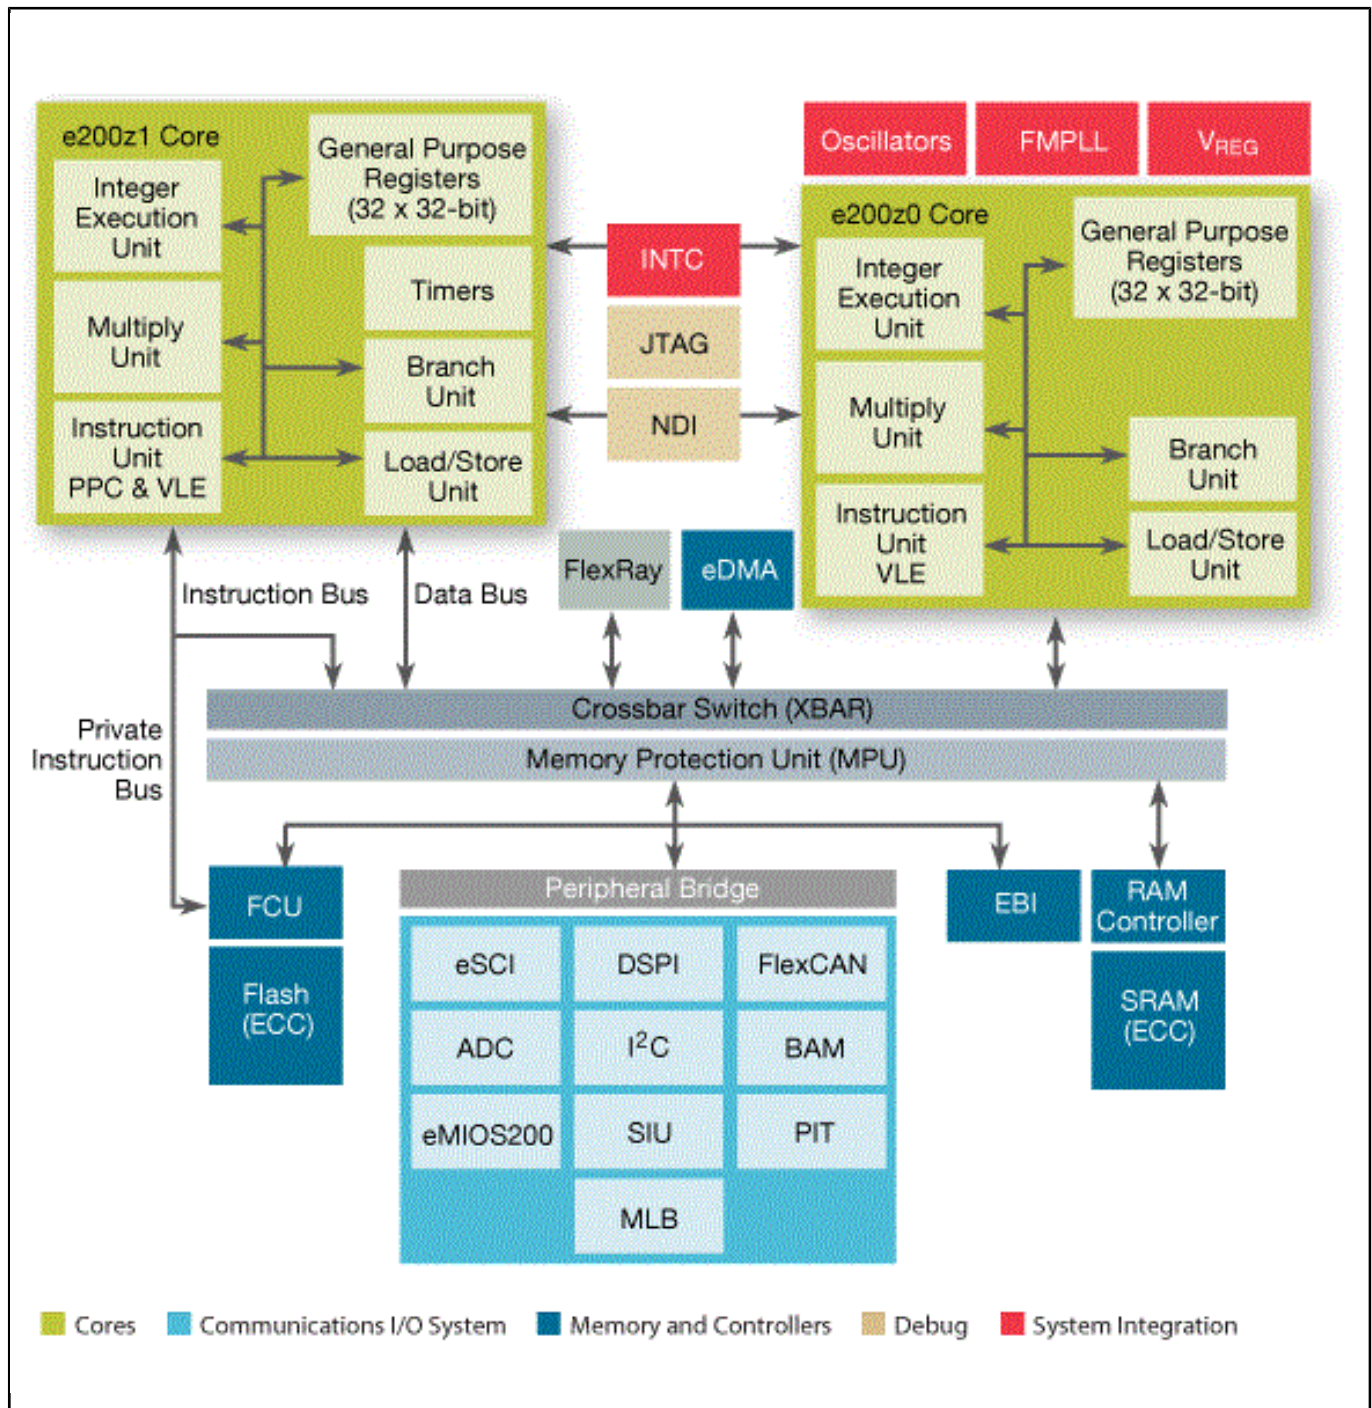 e200z1 Core
Integer
Execution
Unit
Multiply
Unit
Instruction
Unit
PPC & VLE
General Purpose
Registers
(32 x 32-bit)
Timers
Branch
Unit
Load/Store
Unit
INTC
JTAG
NDI
Oscillators
FMPLL
VREG
e200z0 Core
Integer
Execution
Unit
Multiply
Unit
Instruction
Unit
VLE
General Purpose
Registers
(32 x 32-bit)
Branch
Unit
Load/Store
Unit
FlexRay
eDMA
Instruction Bus
Data Bus
Private
Instruction
Bus
Crossbar Switch (XBAR)
Memory Protection Unit (MPU)
FCU
Flash
(ECC)
Peripheral Bridge
eSCI
DSPI
FlexCAN
ADC
I²C
BAM
eMIOS200
SIU
PIT
MLB
EBI
RAM
Controller
SRAM
(ECC)
Cores
Communications I/O System
Memory and Controllers
Debug
System Integration